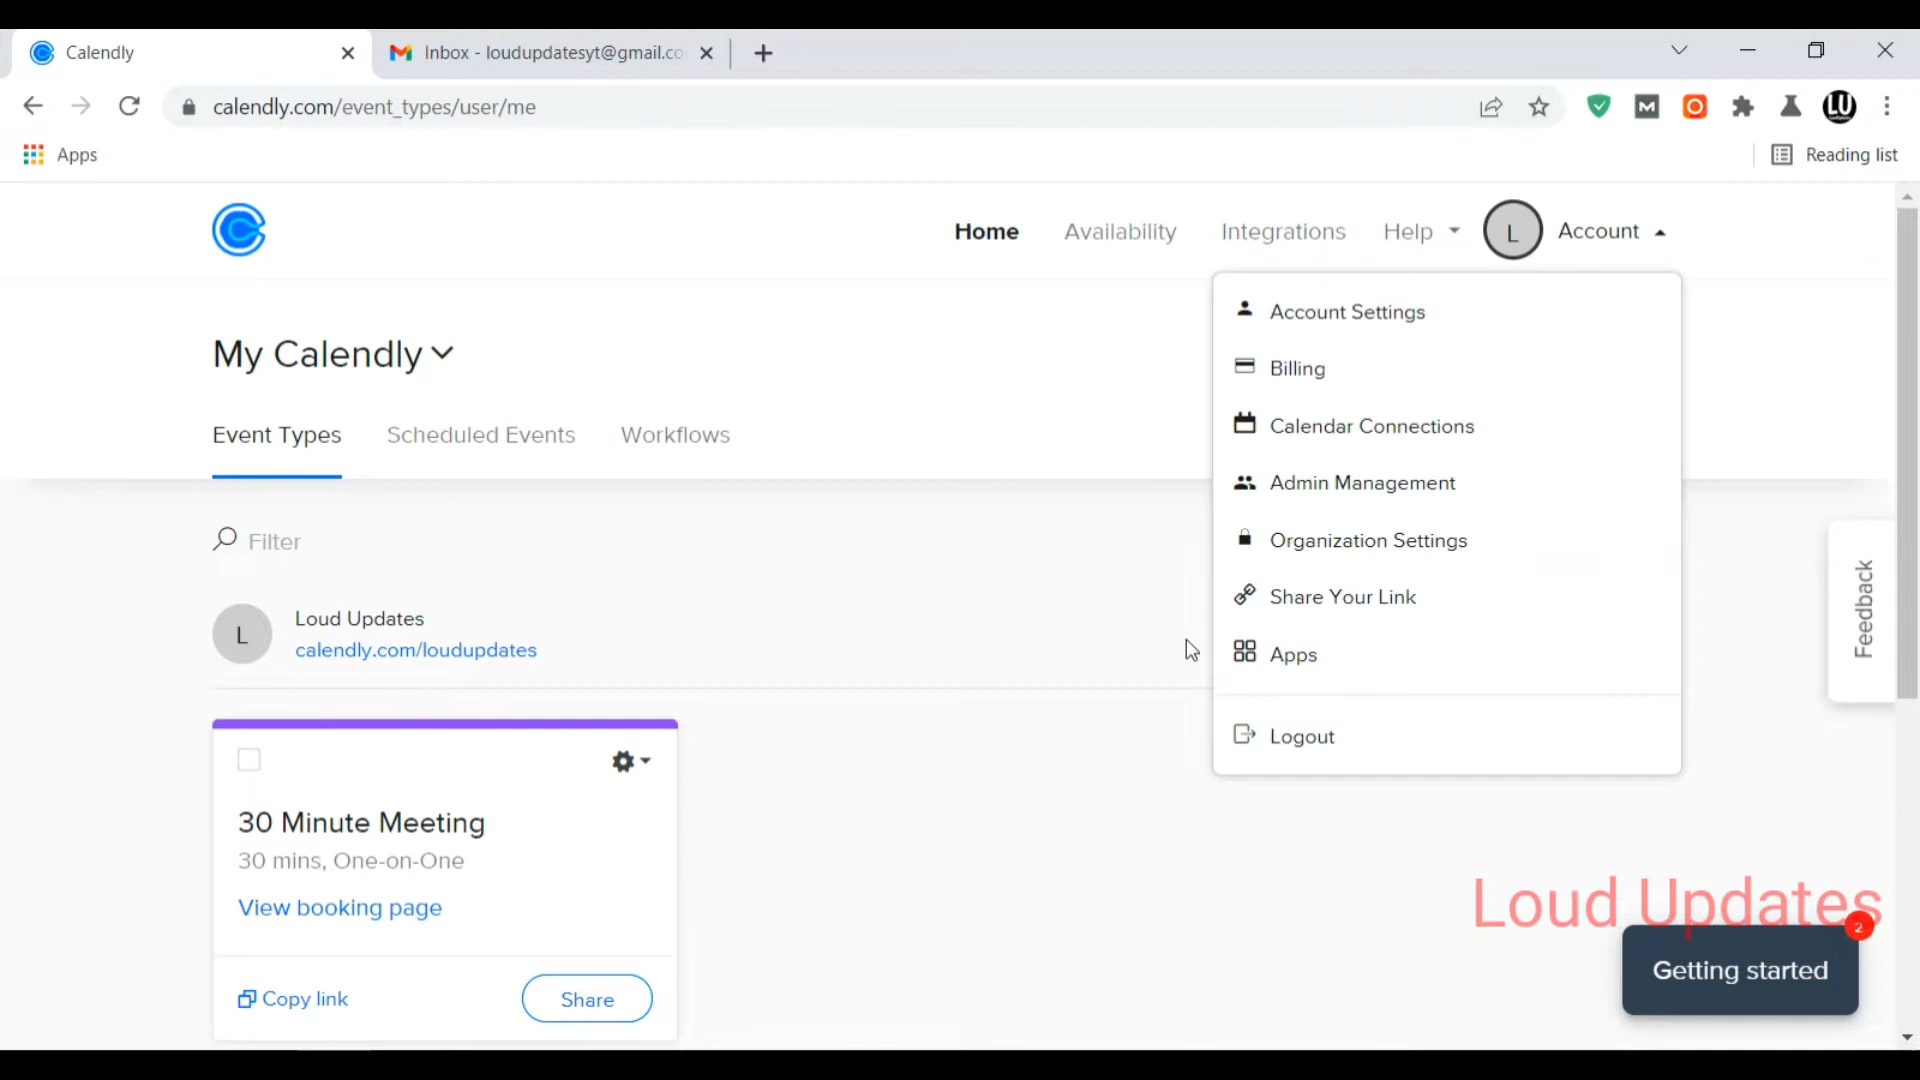 Calendly
Inbox - loudupdatesyt@gmail.co
calendly.com/event_types/user/me
LU
Apps
Reading list
Home
Availability
Integrations
Help
L
Account
Account Settings
Billing
Calendar Connections
Admin Management
Organization Settings
Share Your Link
Apps
Logout
My Calendly
Event Types
Scheduled Events
Workflows
Filter
L
Loud Updates
calendly.com/loudupdates
30 Minute Meeting
30 mins, One-on-One
View booking page
Copy link
Share
Feedback
Loud Updates
2
Getting started